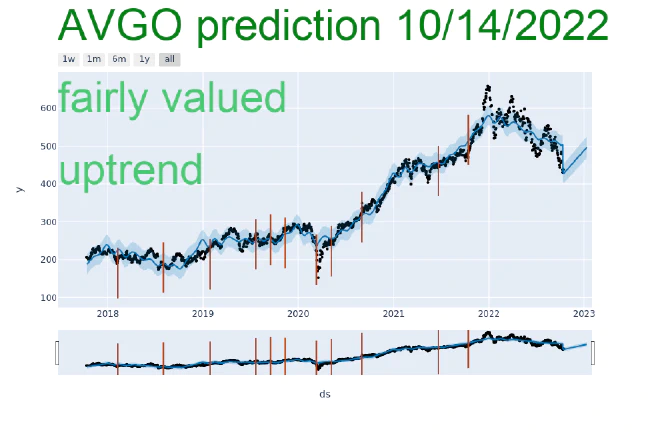 AVGO prediction 10/14/2022
1w 1m 6m 1y all
fairly valued
uptrend
600
500
400
300
200
100
y
2018 2019 2020 2021 2022 2023
ds